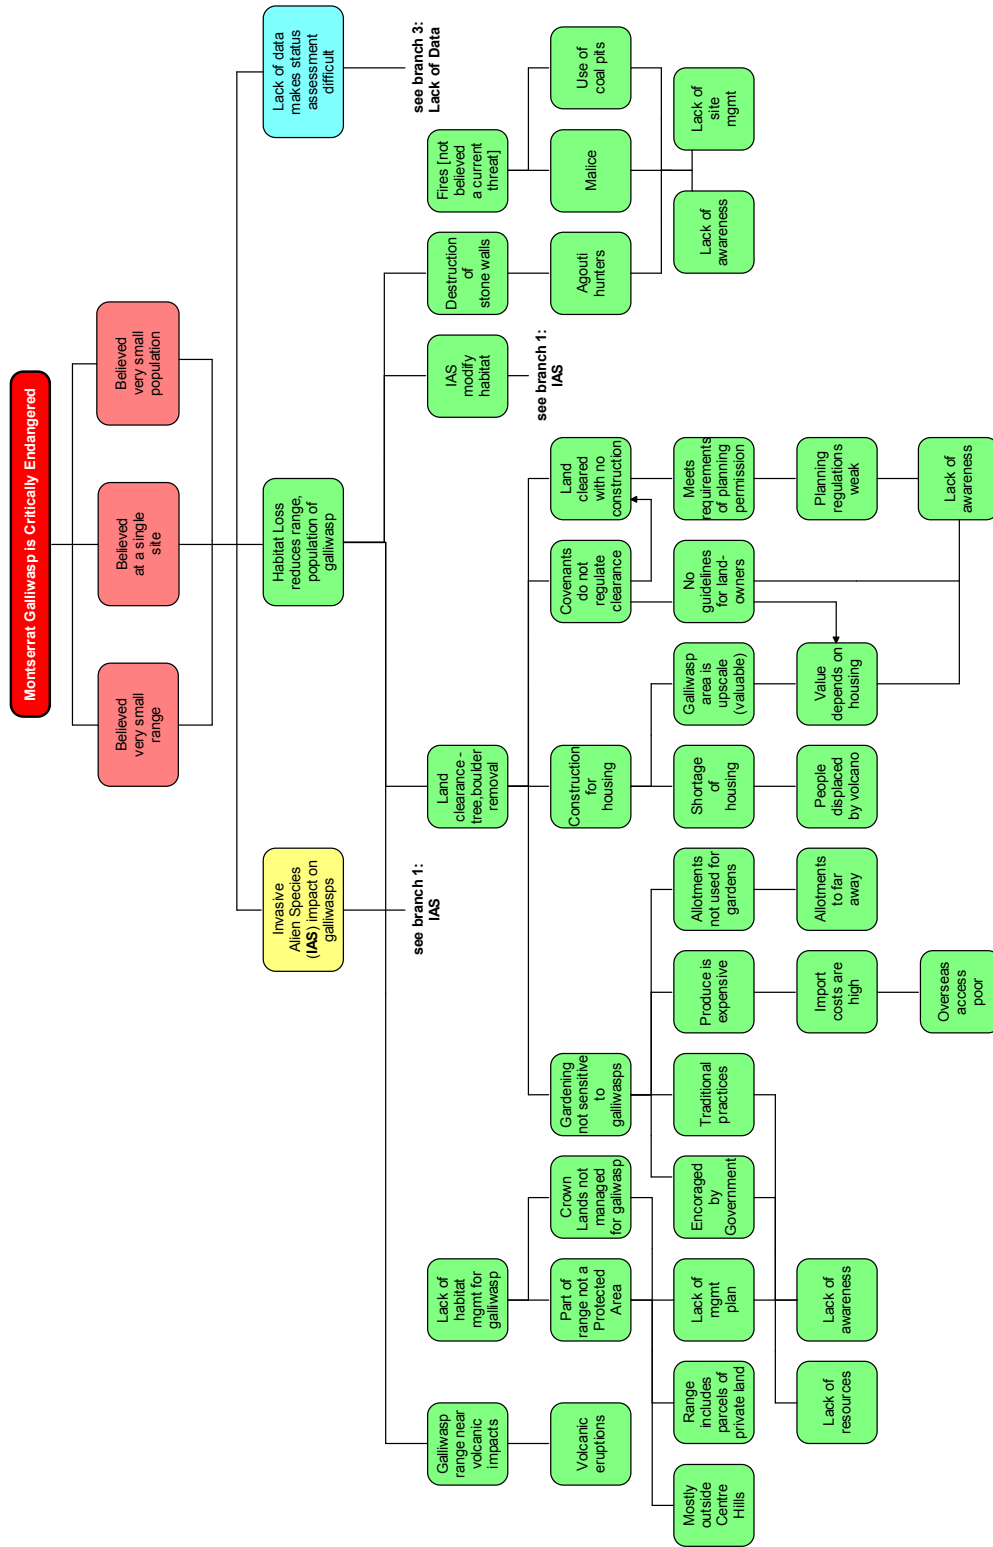 Montserrat Galliwasp is Critically Endangered
Believed
very small
range
Believed
at a single
site
Believed
very small
population
Invasive
Alien Species
(IAS) impact on
galliwasps
Habitat Loss
reduces range,
population of
galliwasp
Lack of data
makes status
assessment
difficult
see branch 1:
IAS
see branch 3:
Lack of Data
Galliwasp
range near
volcanic
impacts
Lack of
habitat
mgmt for
galliwasp
Land
clearance -
tree,boulder
removal
IAS
modify
habitat
Destruction
of
stone walls
Fires [not
believed
a current
threat]
see branch 1:
IAS
Volcanic
eruptions
Part of
range not a
Protected
Area
Crown
Lands not
managed
for galiwasp
Gardening
not sensitive
to
galliwasps
Construction
for
housing
Covenants
do not
regulate
clearance
Land
cleared
with no
construction
Agouti
hunters
Malice
Use of
coal pits
Mostly
outside
Centre
Hills
Range
includes
parcels of
private land
Lack of
mgmt
plan
Encoraged
by
Government
Traditional
practices
Produce is
expensive
Allotments
not used for
gardens
Shortage
of
housing
Galliwasp
area is
upscale
(valuable)
No
guidelines
for land-
owners
Meets
requirements
of planning
permission
Lack of
awareness
Lack of
site
mgmt
Lack of
resources
Lack of
awareness
Import
costs are
high
Allotments
to far
away
People
displaced
by volcano
Value
depends on
housing
Planning
regulations
weak
Overseas
access
poor
Lack of
awareness